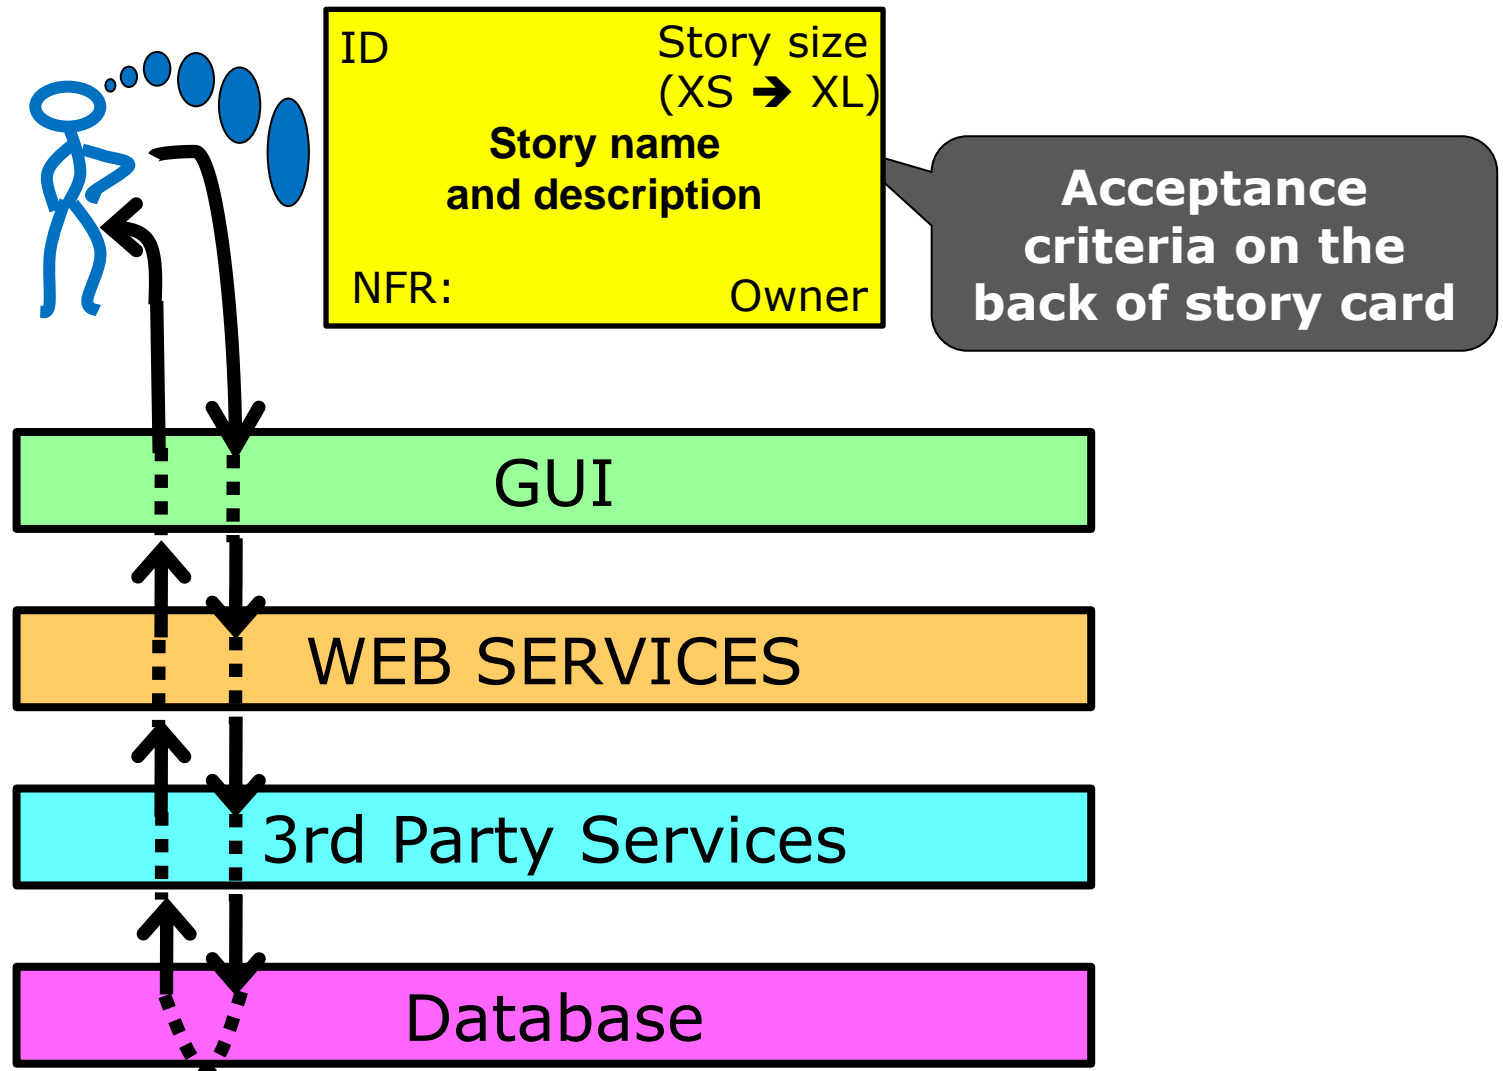 ID
Story size
(XS ➔ XL)
Story name
and description
NFR:
Owner
Acceptance
criteria on the
back of story card
GUI
WEB SERVICES
3rd Party Services
Database